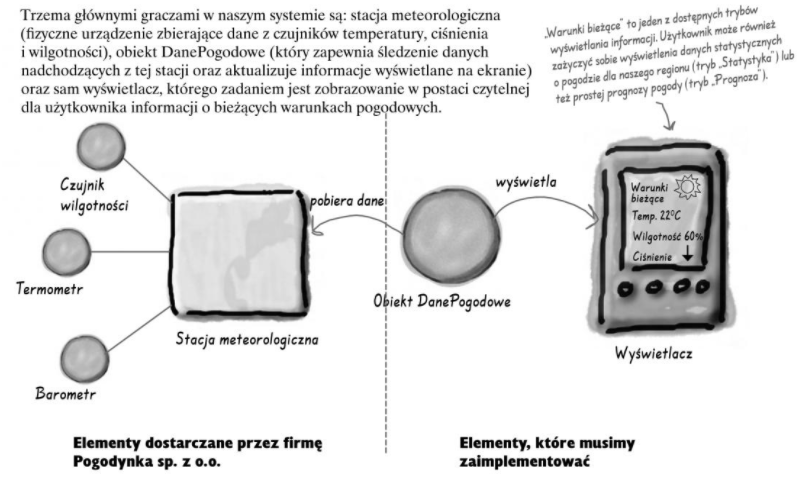 Trzema głównymi graczami w naszym systemie są: stacja meteorologiczna
(fizyczne urządzenie zbierające dane z czujników temperatury, ciśnienia
i wilgotności), obiekt DanePogodowe (który zapewnia śledzenie danych
nadchodzących z tej stacji oraz aktualizuje informacje wyświetlane na ekranie)
oraz sam wyświetlacz, którego zadaniem jest zobrazowanie w postaci czytelnej
dla użytkownika informacji o bieżących warunkach pogodowych.
„Warunki bieżące” to jeden z dostępnych trybów
wyświetlania informacji. Użytkownik może również
zażyczyć sobie wyświetlenia danych statystycznych
o pogodzie dla naszego regionu (tryb „Statystyka”) lub
też prostej prognozy pogody (tryb „Prognoza”).
Czujnik
wilgotności
Termometr
Barometr
Stacja meteorologiczna
pobiera dane
Obiekt DanePogodowe
wyświetla
Warunki
bieżące
Temp. 22°C
Wilgotność 60%
Ciśnienie
Wyświetlacz
Elementy dostarczane przez firmę
Pogodynka sp. z o.o.
Elementy, które musimy
zaimplementować